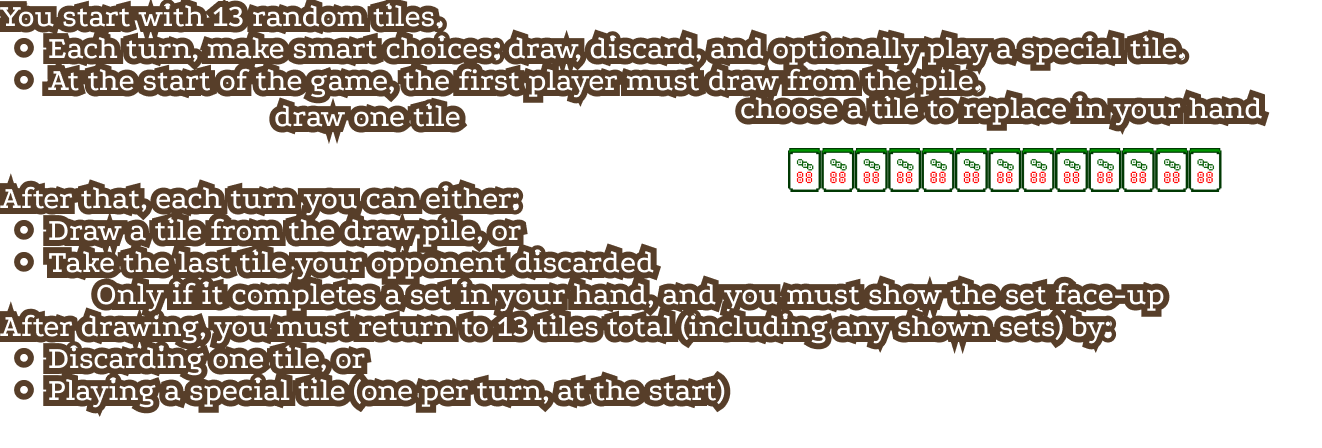 You start with 13 random tiles.
Each turn, make smart choices: draw, discard, and optionally play a special tile.
At the start of the game, the first player must draw from the pile.
draw one tile
choose a tile to replace in your hand
After that, each turn you can either:
Draw a tile from the draw pile, or
Take the last tile your opponent discarded
Only if it completes a set in your hand, and you must show the set face-up
After drawing, you must return to 13 tiles total (including any shown sets) by:
Discarding one tile, or
Playing a special tile (one per turn, at the start)